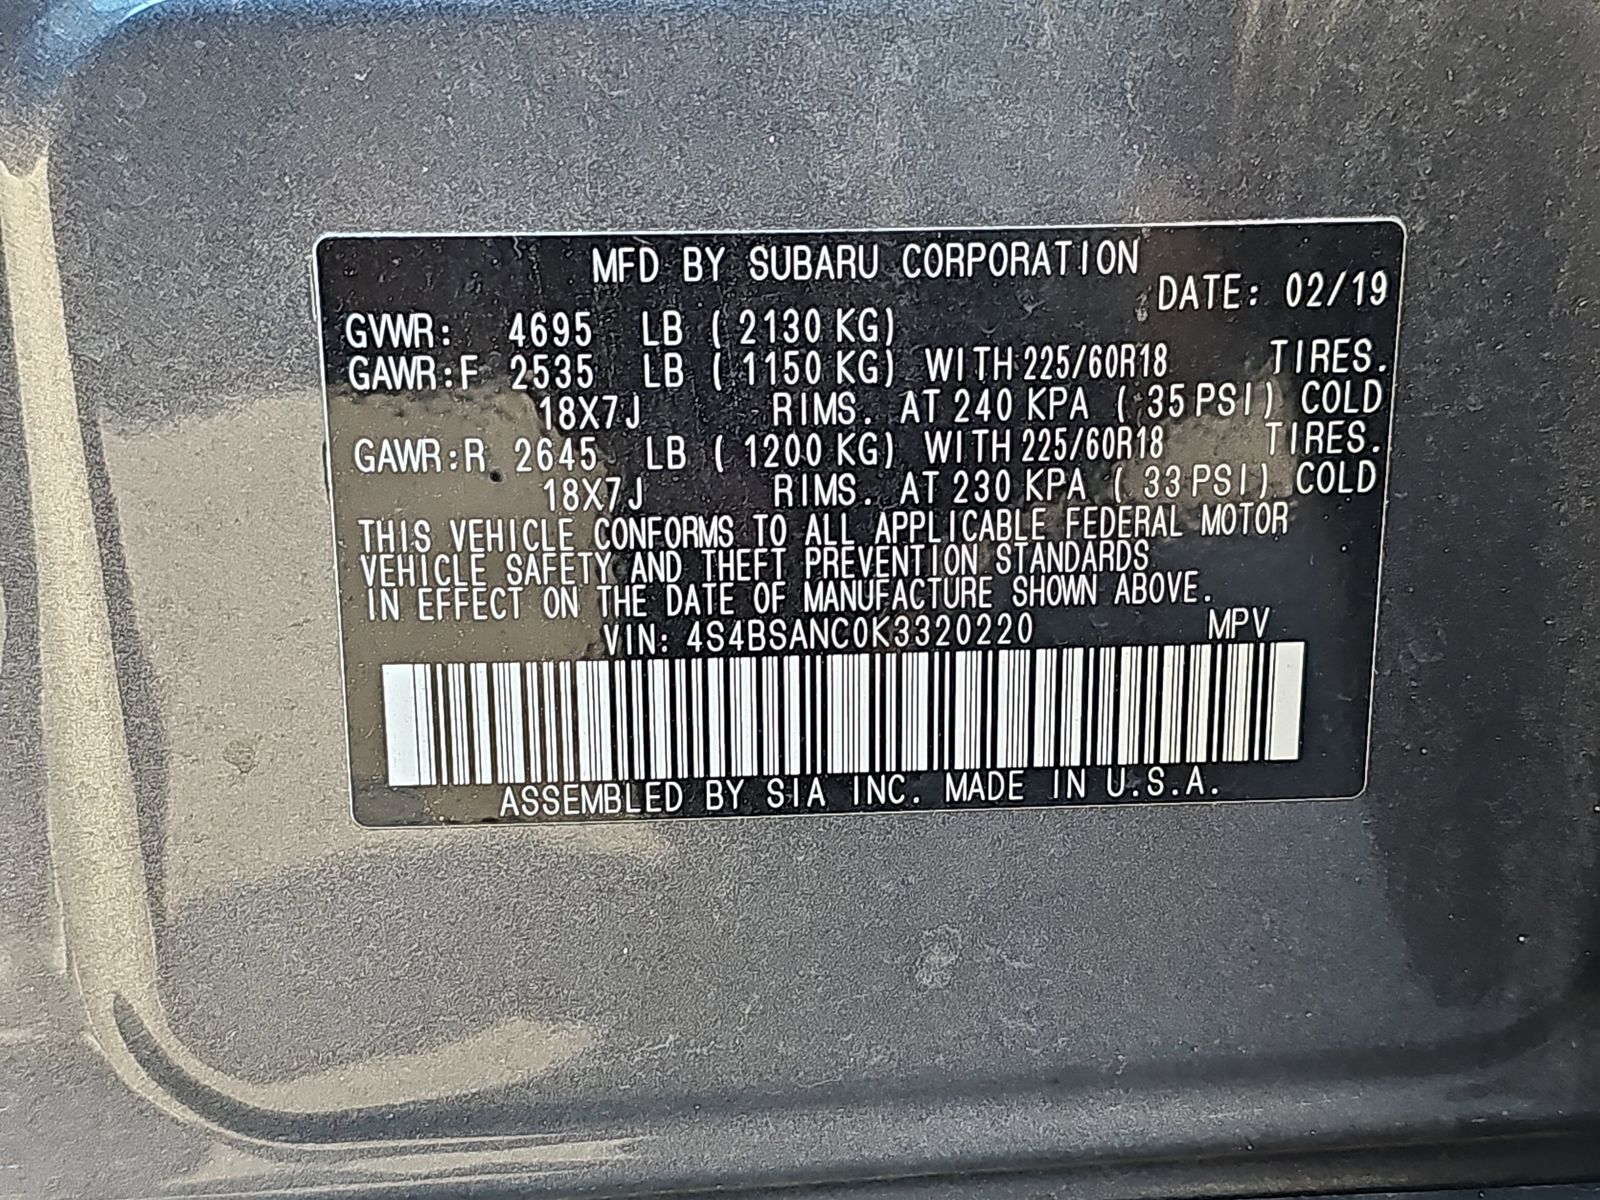 MFD BY SUBARU CORPORATION
DATE: 02/19
GVWR: 4695 LB ( 2130 KG)
GAWR:F 2535 LB ( 1150 KG) WITH 225/60R18 TIRES.
18X7J RIMS. AT 240 KPA ( 35 PSI) COLD
GAWR:R 2645 LB ( 1200 KG) WITH 225/60R18 TIRES.
18X7J RIMS. AT 230 KPA ( 33 PSI) COLD
THIS VEHICLE CONFORMS TO ALL APPLICABLE FEDERAL MOTOR
VEHICLE SAFETY AND THEFT PREVENTION STANDARDS
IN EFFECT ON THE DATE OF MANUFACTURE SHOWN ABOVE.
VIN: 4S4BSANC0K3320220 MPV
ASSEMBLED BY SIA INC. MADE IN U.S.A.